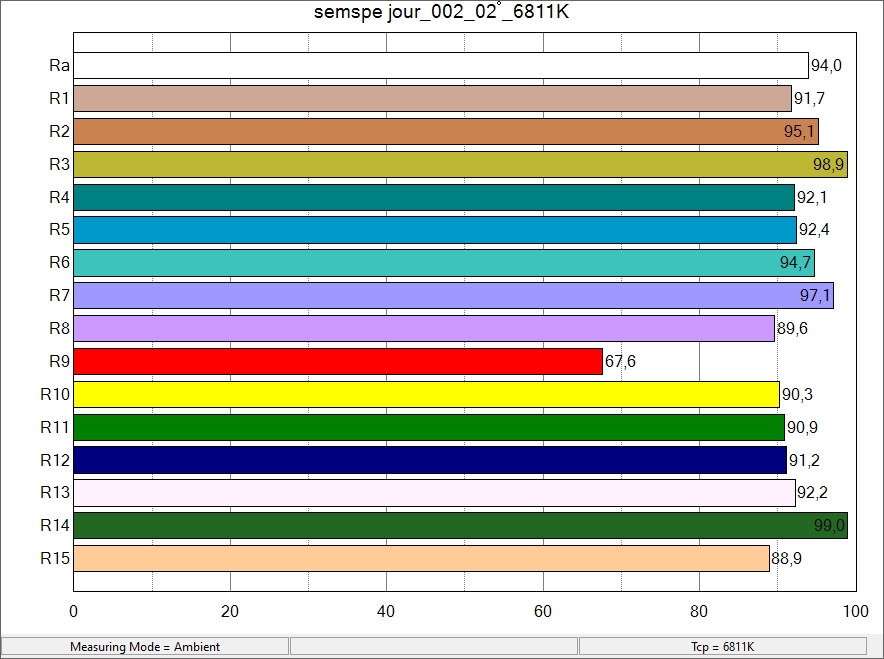 semspe jour_002_02°_6811K
Ra 94,0
R1 91,7
R2 95,1
R3 98,9
R4 92,1
R5 92,4
R6 94,7
R7 97,1
R8 89,6
R9 67,6
R10 90,3
R11 90,9
R12 91,2
R13 92,2
R14 99,0
R15 88,9
0 20 40 60 80 100
Measuring Mode = Ambient Tcp = 6811K